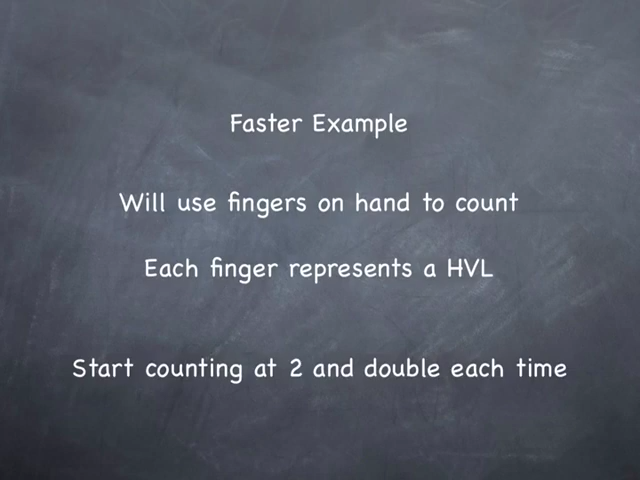 Faster Example
Will use fingers on hand to count
Each finger represents a HVL
Start counting at 2 and double each time